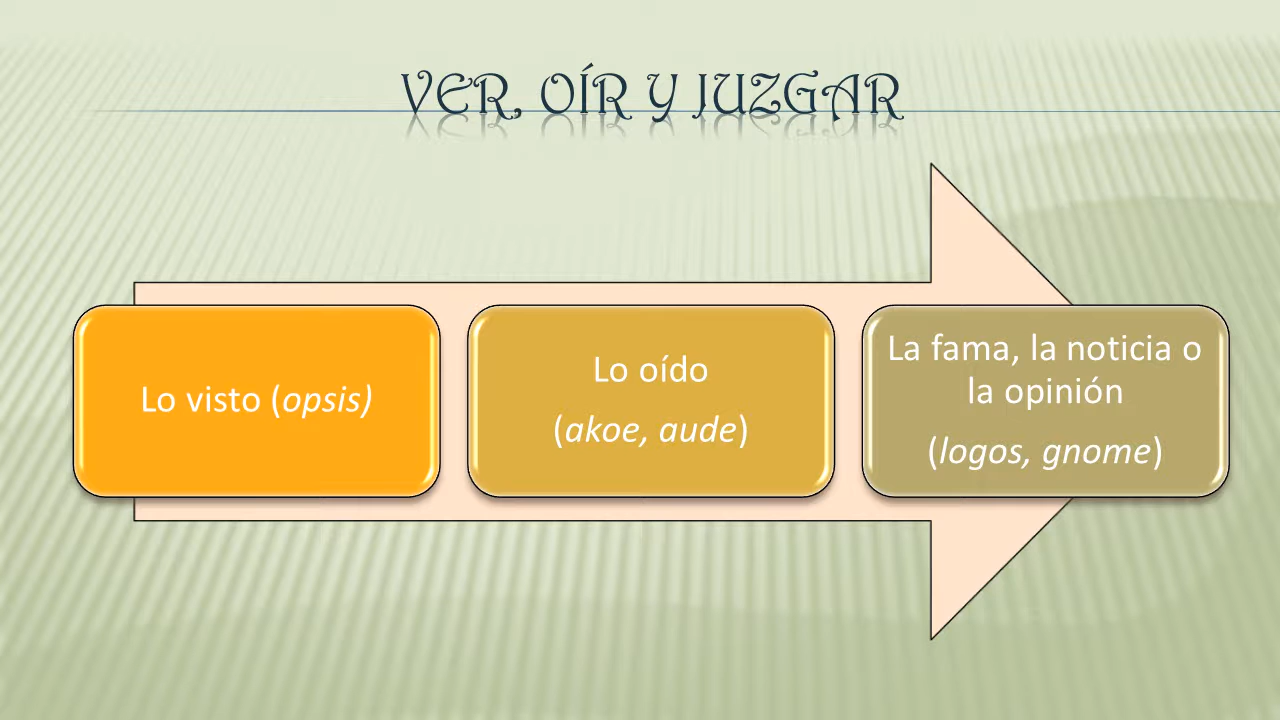 VER, OÍR Y JUZGAR
Lo visto (opsis)
Lo oído
(akoe, aude)
La fama, la noticia o
la opinión
(logos, gnome)